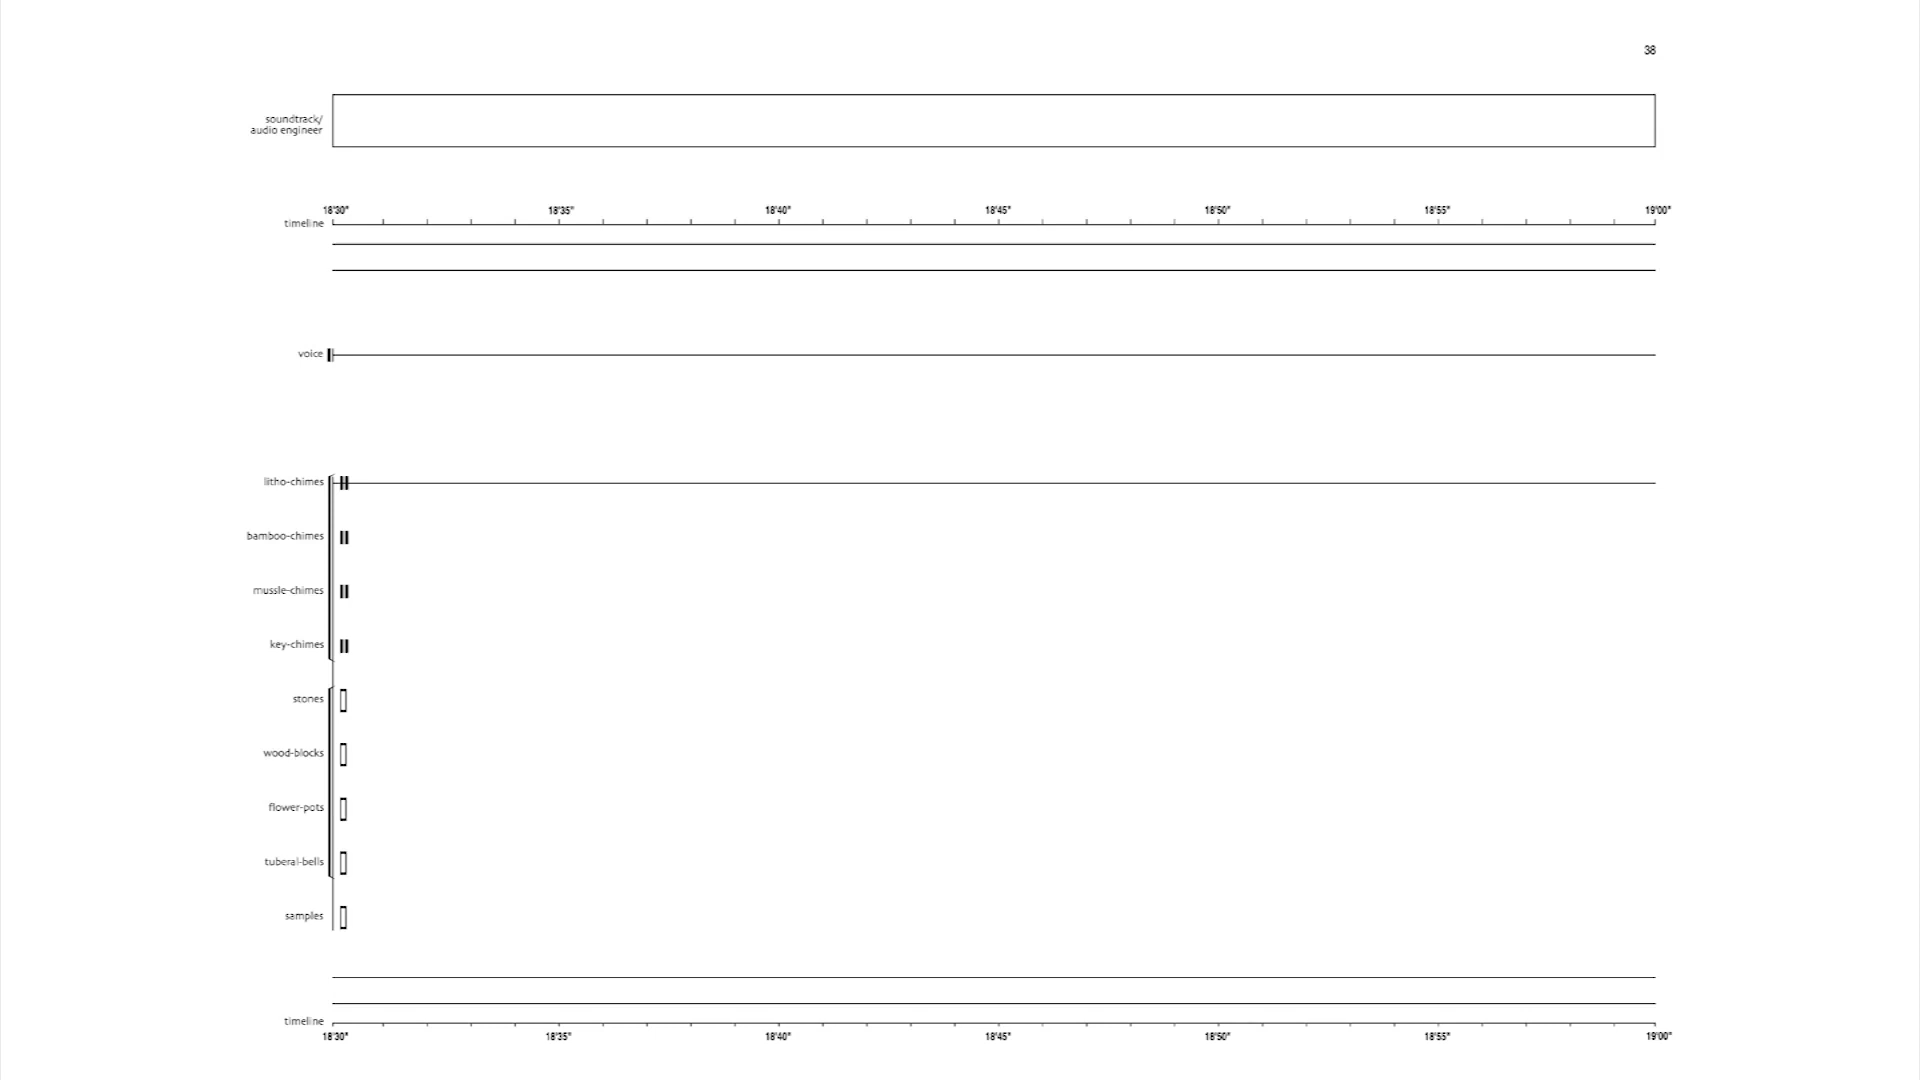 38
soundtrack/
audio engineer
18'30" 18'35" 18'40" 18'45" 18'50" 18'55" 19'00"
timeline
voice
litho-chimes
bamboo-chimes
mussle-chimes
key-chimes
stones
wood-blocks
flower-pots
tuberal-bells
samples
timeline
18'30" 18'35" 18'40" 18'45" 18'50" 18'55" 19'00"